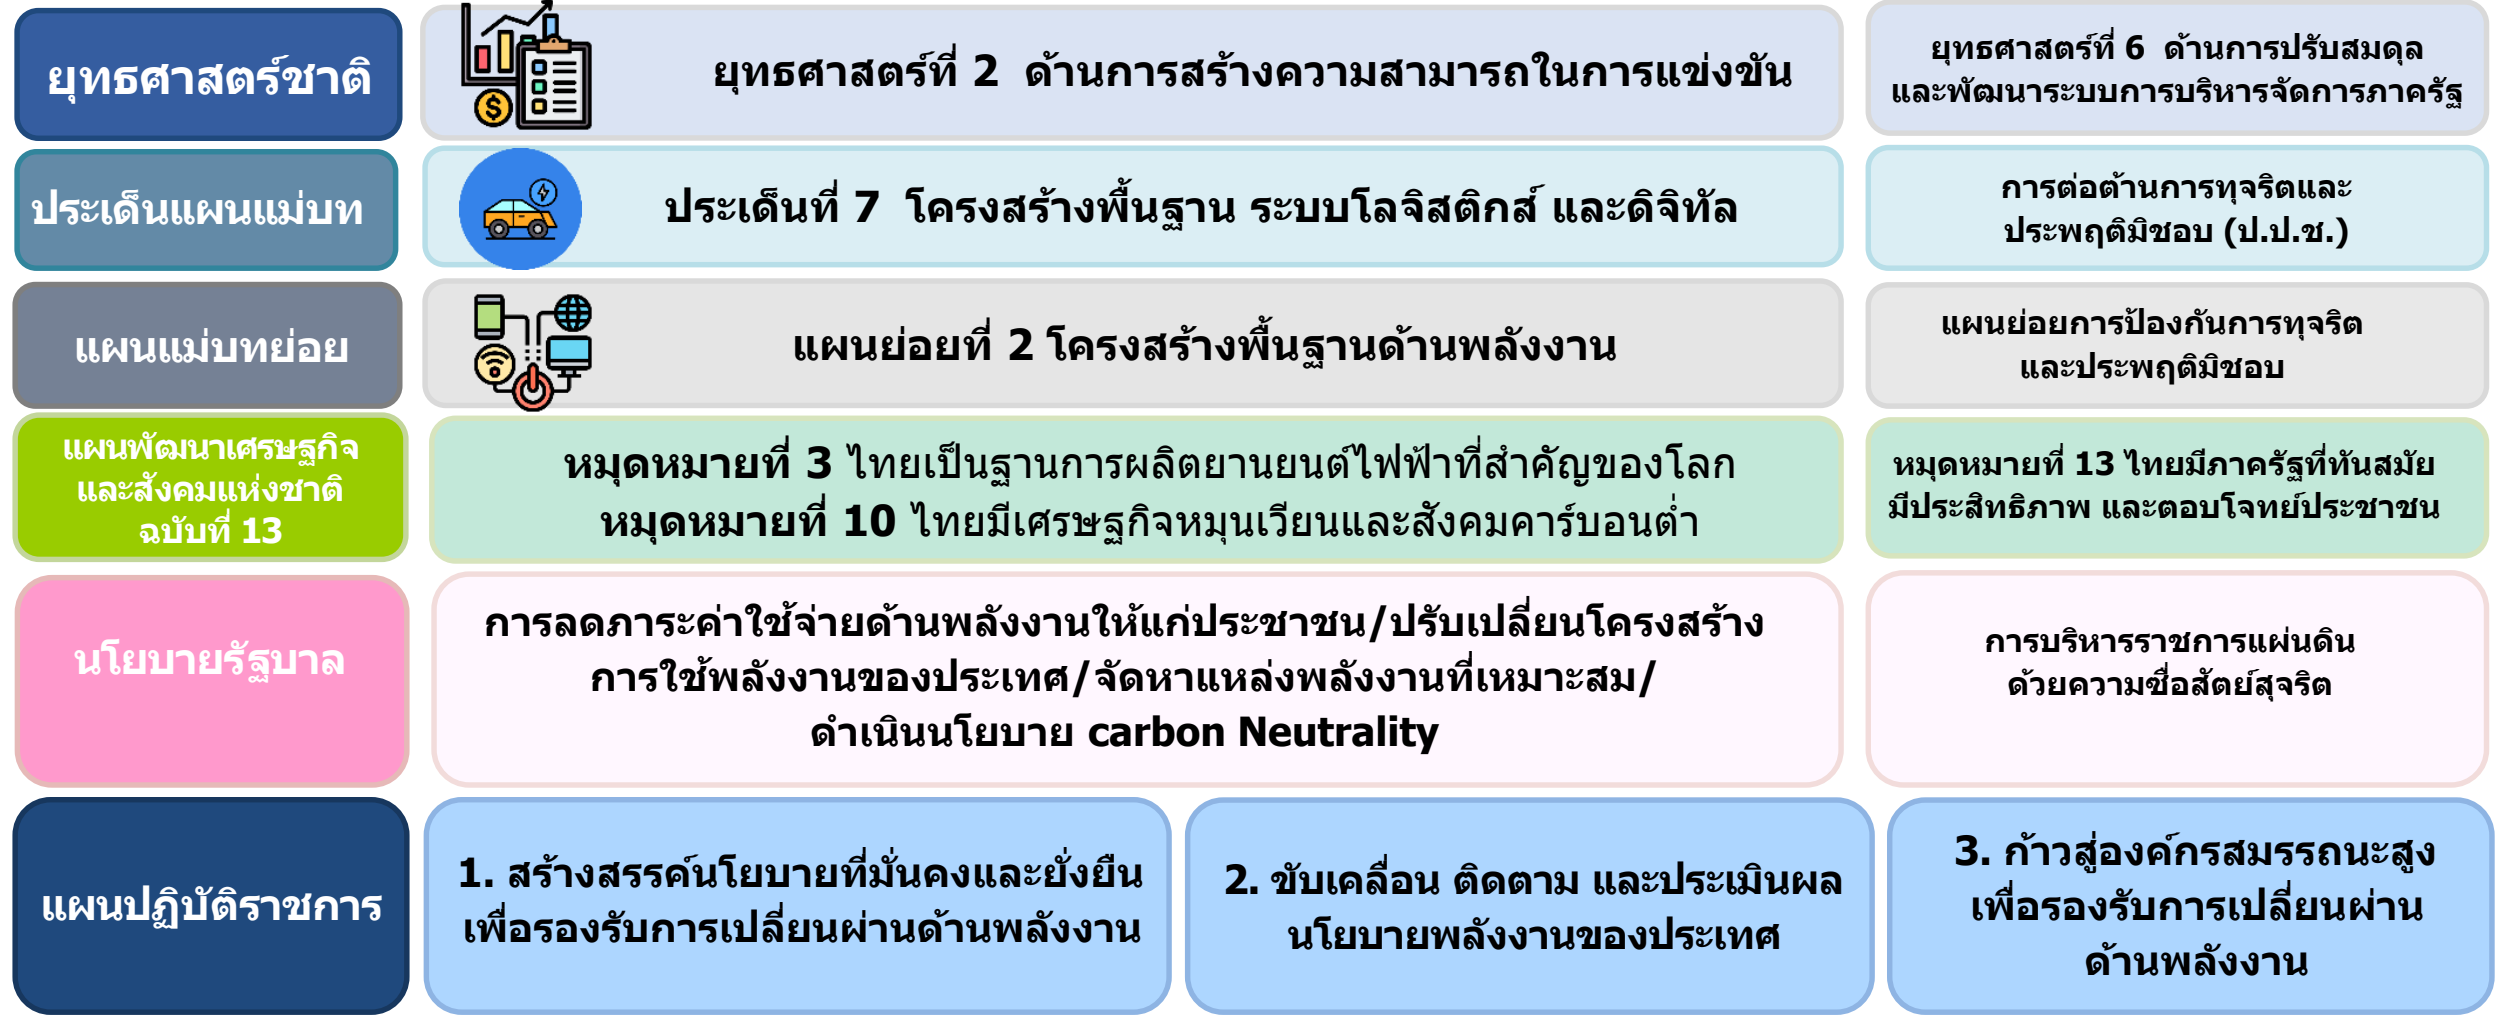 ยุทธศาสตร์ชาติ
ยุทธศาสตร์ที่ 2 ด้านการสร้างความสามารถในการแข่งขัน
ยุทธศาสตร์ที่ 6 ด้านการปรับสมดุล
และพัฒนาระบบการบริหารจัดการภาครัฐ
ประเด็นแผนแม่บท
ประเด็นที่ 7 โครงสร้างพื้นฐาน ระบบโลจิสติกส์ และดิจิทัล
การต่อต้านการทุจริตและ
ประพฤติมิชอบ (ป.ป.ช.)
แผนแม่บทย่อย
แผนย่อยที่ 2 โครงสร้างพื้นฐานด้านพลังงาน
แผนย่อยการป้องกันการทุจริต
และประพฤติมิชอบ
แผนพัฒนาเศรษฐกิจ
และสังคมแห่งชาติ
ฉบับที่ 13
หมุดหมายที่ 3 ไทยเป็นฐานการผลิตยานยนต์ไฟฟ้าที่สำคัญของโลก
หมุดหมายที่ 10 ไทยมีเศรษฐกิจหมุนเวียนและสังคมคาร์บอนต่ำ
หมุดหมายที่ 13 ไทยมีภาครัฐที่ทันสมัย
มีประสิทธิภาพ และตอบโจทย์ประชาชน
นโยบายรัฐบาล
การลดภาระค่าใช้จ่ายด้านพลังงานให้แก่ประชาชน/ปรับเปลี่ยนโครงสร้าง
การใช้พลังงานของประเทศ/จัดหาแหล่งพลังงานที่เหมาะสม/
ดำเนินนโยบาย carbon Neutrality
การบริหารราชการแผ่นดิน
ด้วยความซื่อสัตย์สุจริต
แผนปฏิบัติราชการ
1. สร้างสรรค์นโยบายที่มั่นคงและยั่งยืน
เพื่อรองรับการเปลี่ยนผ่านด้านพลังงาน
2. ขับเคลื่อน ติดตาม และประเมินผล
นโยบายพลังงานของประเทศ
3. ก้าวสู่องค์กรสมรรถนะสูง
เพื่อรองรับการเปลี่ยนผ่าน
ด้านพลังงาน